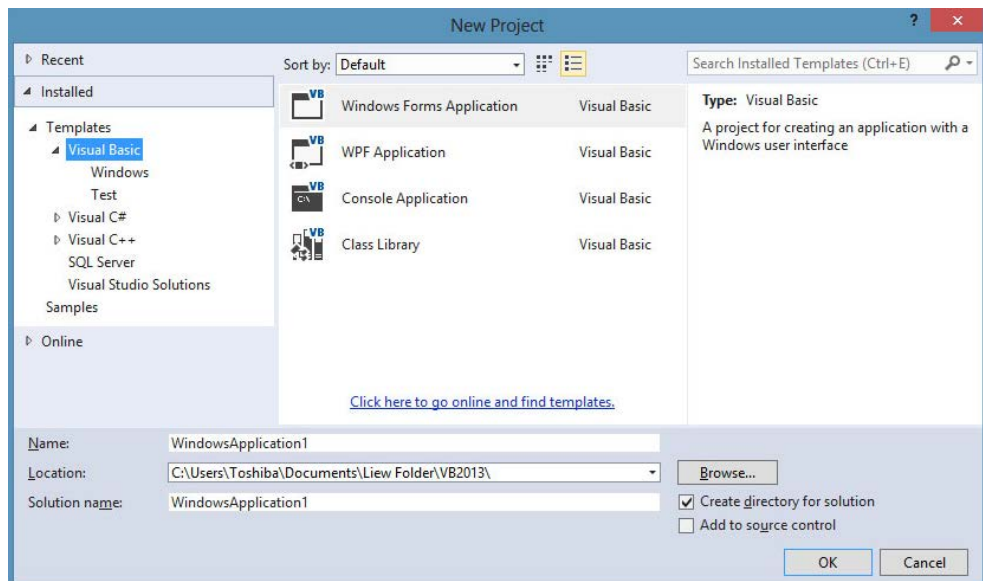 New Project
? ×
Recent
Installed
Templates
Visual Basic
Windows
Test
Visual C#
Visual C++
SQL Server
Visual Studio Solutions
Samples
Online
Sort by: Default
VB Windows Forms Application Visual Basic
VB WPF Application Visual Basic
VB C:\ Console Application Visual Basic
VB Class Library Visual Basic
Click here to go online and find templates.
Search Installed Templates (Ctrl+E)
Type: Visual Basic
A project for creating an application with a
Windows user interface
Name: WindowsApplication1
Location: C:\Users\Toshiba\Documents\Liew Folder\VB2013\
Browse...
Solution name: WindowsApplication1
Create directory for solution
Add to source control
OK Cancel